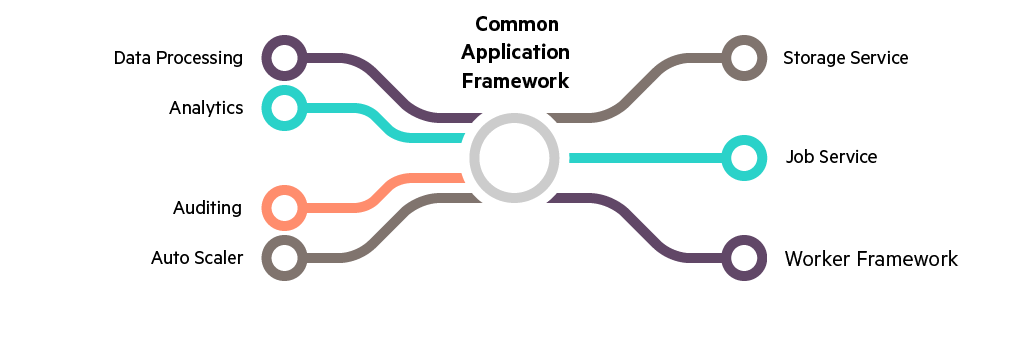 Common
Application
Framework
Data Processing
Analytics
Auditing
Auto Scaler
Storage Service
Job Service
Worker Framework